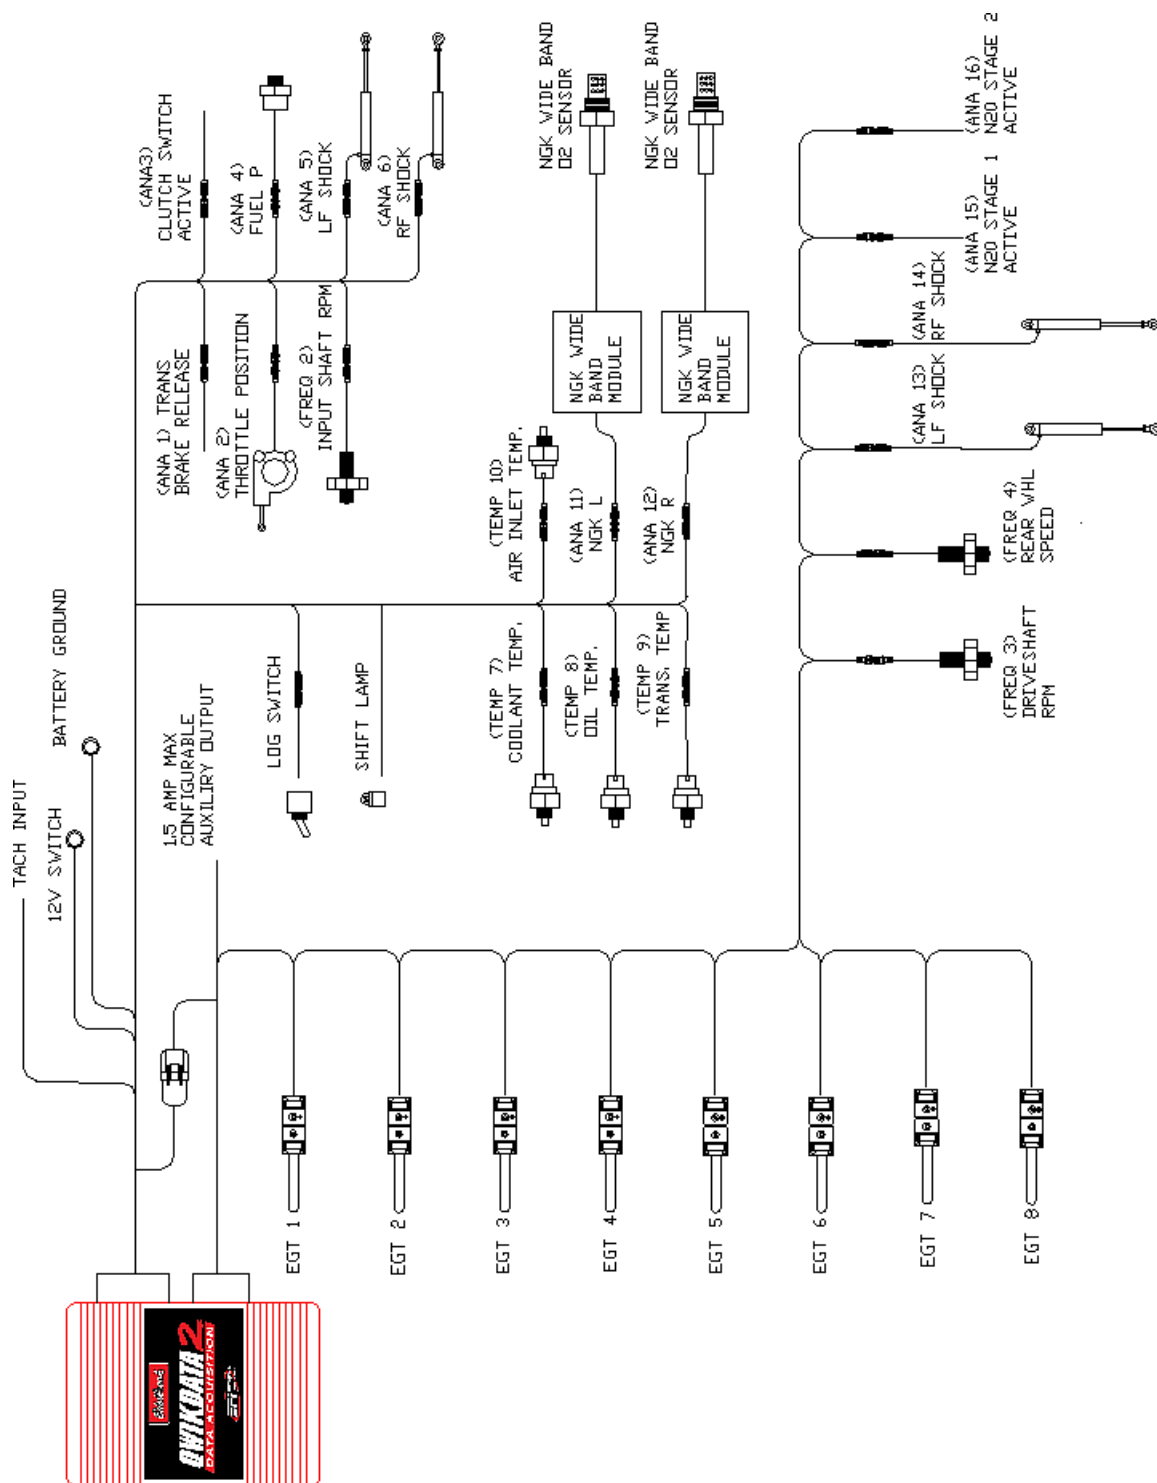 TACH INPUT
12V SWITCH
BATTERY GROUND
1.5 AMP MAX
CONFIGURABLE
AUXILIRY OUTPUT
LOG SWITCH
SHIFT LAMP
(ANA 1) TRANS
BRAKE RELEASE
(ANA 2)
THROTTLE POSITION
(FREQ 2)
INPUT SHAFT RPM
(ANA3)
CLUTCH SWITCH
ACTIVE
(ANA 4)
FUEL P
(ANA 5)
LF SHOCK
(ANA 6)
RF SHOCK
(TEMP 7)
COOLANT TEMP.
(TEMP 8)
OIL TEMP.
(TEMP 9)
TRANS. TEMP
(TEMP 10)
AIR INLET TEMP.
(ANA 11)
NGK L
(ANA 12)
NGK R
NGK WIDE
BAND
MODULE
NGK WIDE
BAND
MODULE
NGK WIDE BAND
O2 SENSOR
NGK WIDE BAND
O2 SENSOR
(FREQ 3)
DRIVESHAFT
RPM
(FREQ 4)
REAR WHL
SPEED
(ANA 13)
LF SHOCK
(ANA 14)
RF SHOCK
(ANA 15)
N20 STAGE 1
ACTIVE
(ANA 16)
N20 STAGE 2
ACTIVE
EGT 1
EGT 2
EGT 3
EGT 4
EGT 5
EGT 6
EGT 7
EGT 8
QWIKDATA 2
DATA ACQUISITION